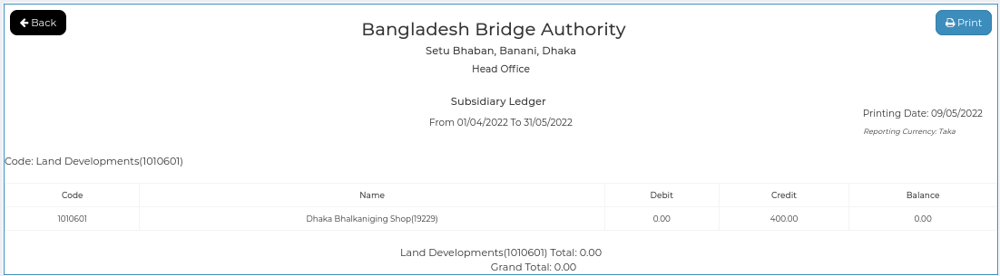 Back
Bangladesh Bridge Authority
Print
Setu Bhaban, Banani, Dhaka
Head Office
Subsidiary Ledger
From 01/04/2022 To 31/05/2022
Printing Date: 09/05/2022
Reporting Currency: Taka
Code: Land Developments(1010601)
Code Name Debit Credit Balance
1010601 Dhaka Bhalkaniging Shop(19229) 0.00 400.00 0.00
Land Developments(1010601) Total: 0.00
Grand Total: 0.00